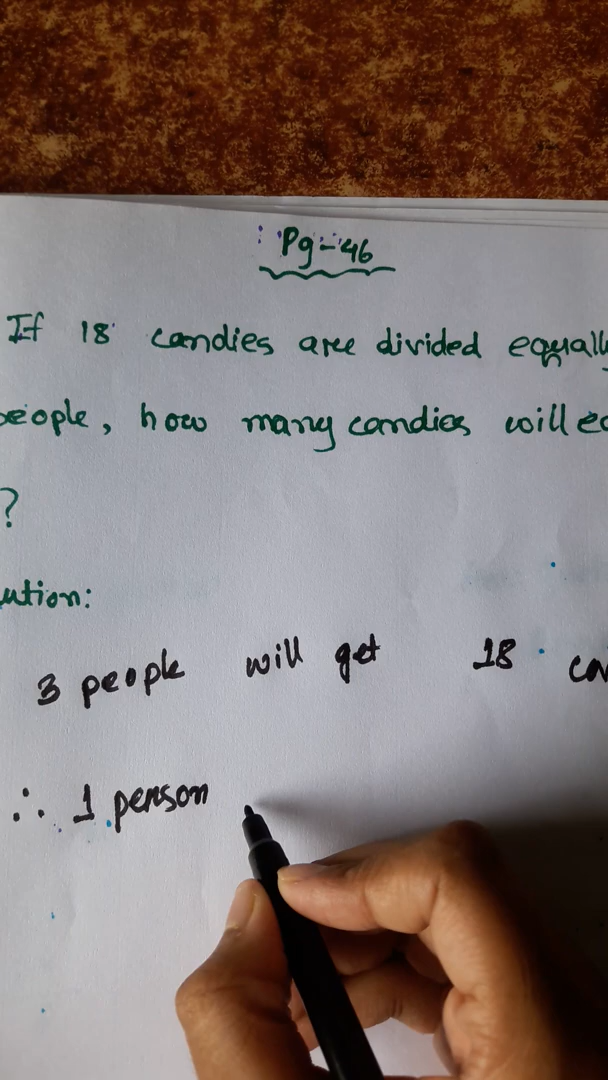 Pg-46
If 18 candies are divided equally
people, how many candies will
?
ution:
3 people will get 18
∴ 1 person